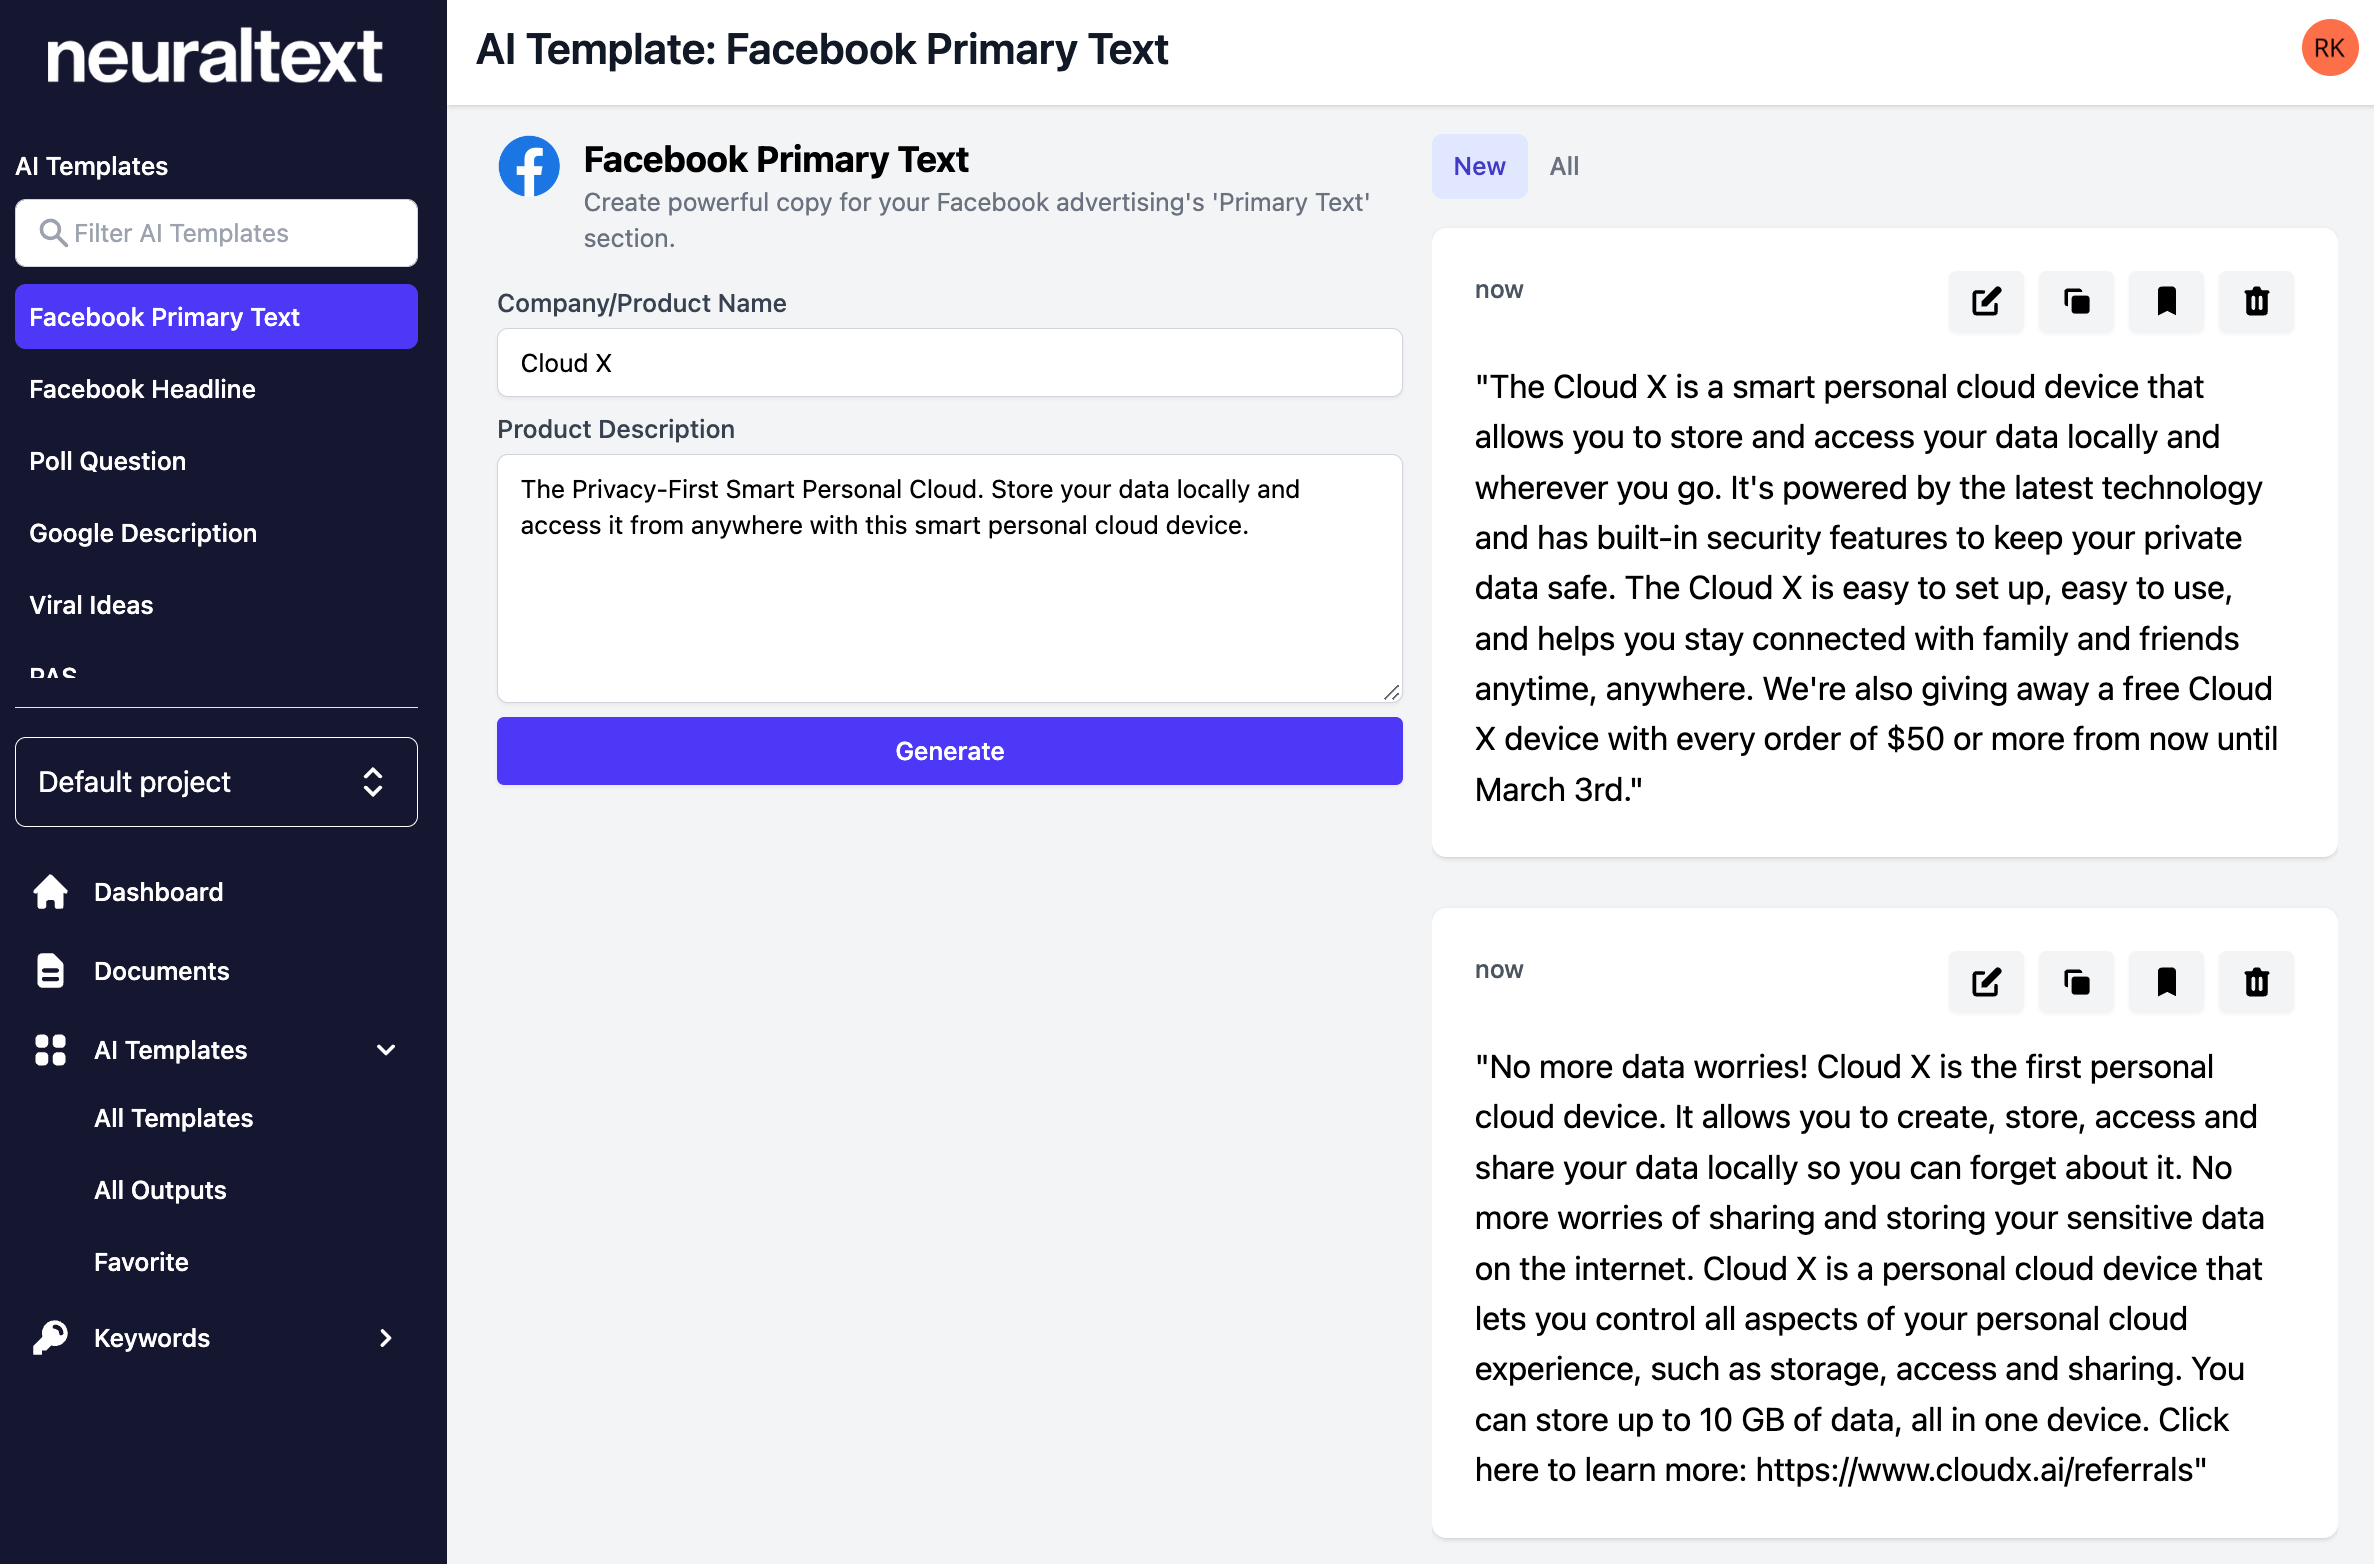 neuraltext
AI Templates
Filter AI Templates
Facebook Primary Text
Facebook Headline
Poll Question
Google Description
Viral Ideas
PAS
Default project
Dashboard
Documents
AI Templates
All Templates
All Outputs
Favorite
Keywords
AI Template: Facebook Primary Text
RK
Facebook Primary Text
Create powerful copy for your Facebook advertising's 'Primary Text'
section.
Company/Product Name
Cloud X
Product Description
The Privacy-First Smart Personal Cloud. Store your data locally and
access it from anywhere with this smart personal cloud device.
Generate
New
All
now
"The Cloud X is a smart personal cloud device that
allows you to store and access your data locally and
wherever you go. It's powered by the latest technology
and has built-in security features to keep your private
data safe. The Cloud X is easy to set up, easy to use,
and helps you stay connected with family and friends
anytime, anywhere. We're also giving away a free Cloud
X device with every order of $50 or more from now until
March 3rd."
now
"No more data worries! Cloud X is the first personal
cloud device. It allows you to create, store, access and
share your data locally so you can forget about it. No
more worries of sharing and storing your sensitive data
on the internet. Cloud X is a personal cloud device that
lets you control all aspects of your personal cloud
experience, such as storage, access and sharing. You
can store up to 10 GB of data, all in one device. Click
here to learn more: https://www.cloudx.ai/referrals"